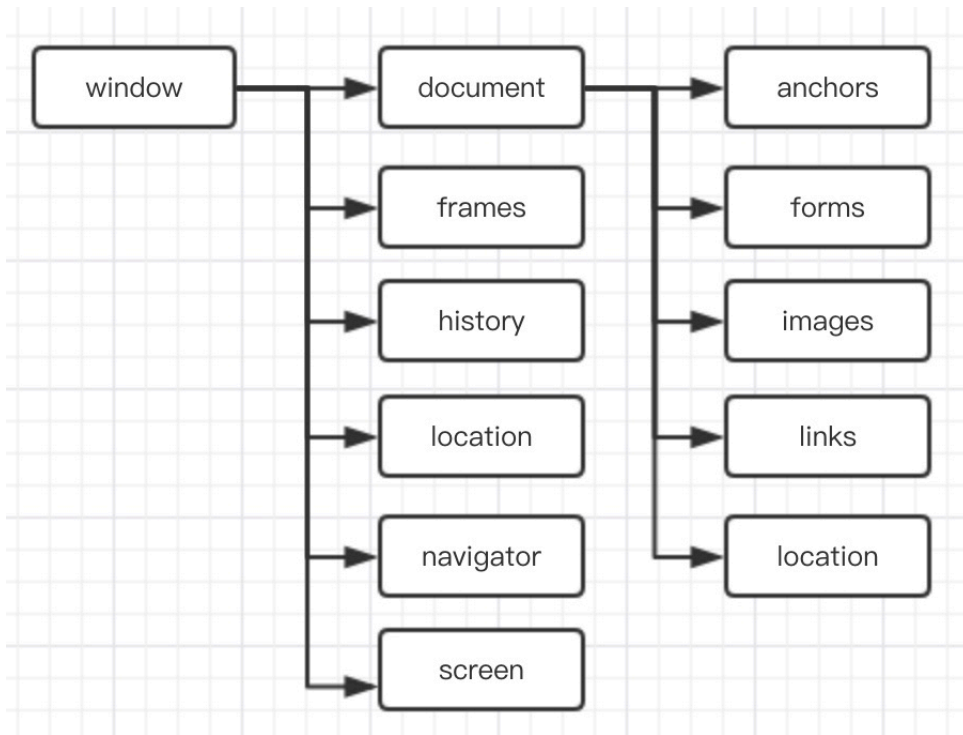 window
document
anchors
frames
forms
history
images
location
links
navigator
location
screen